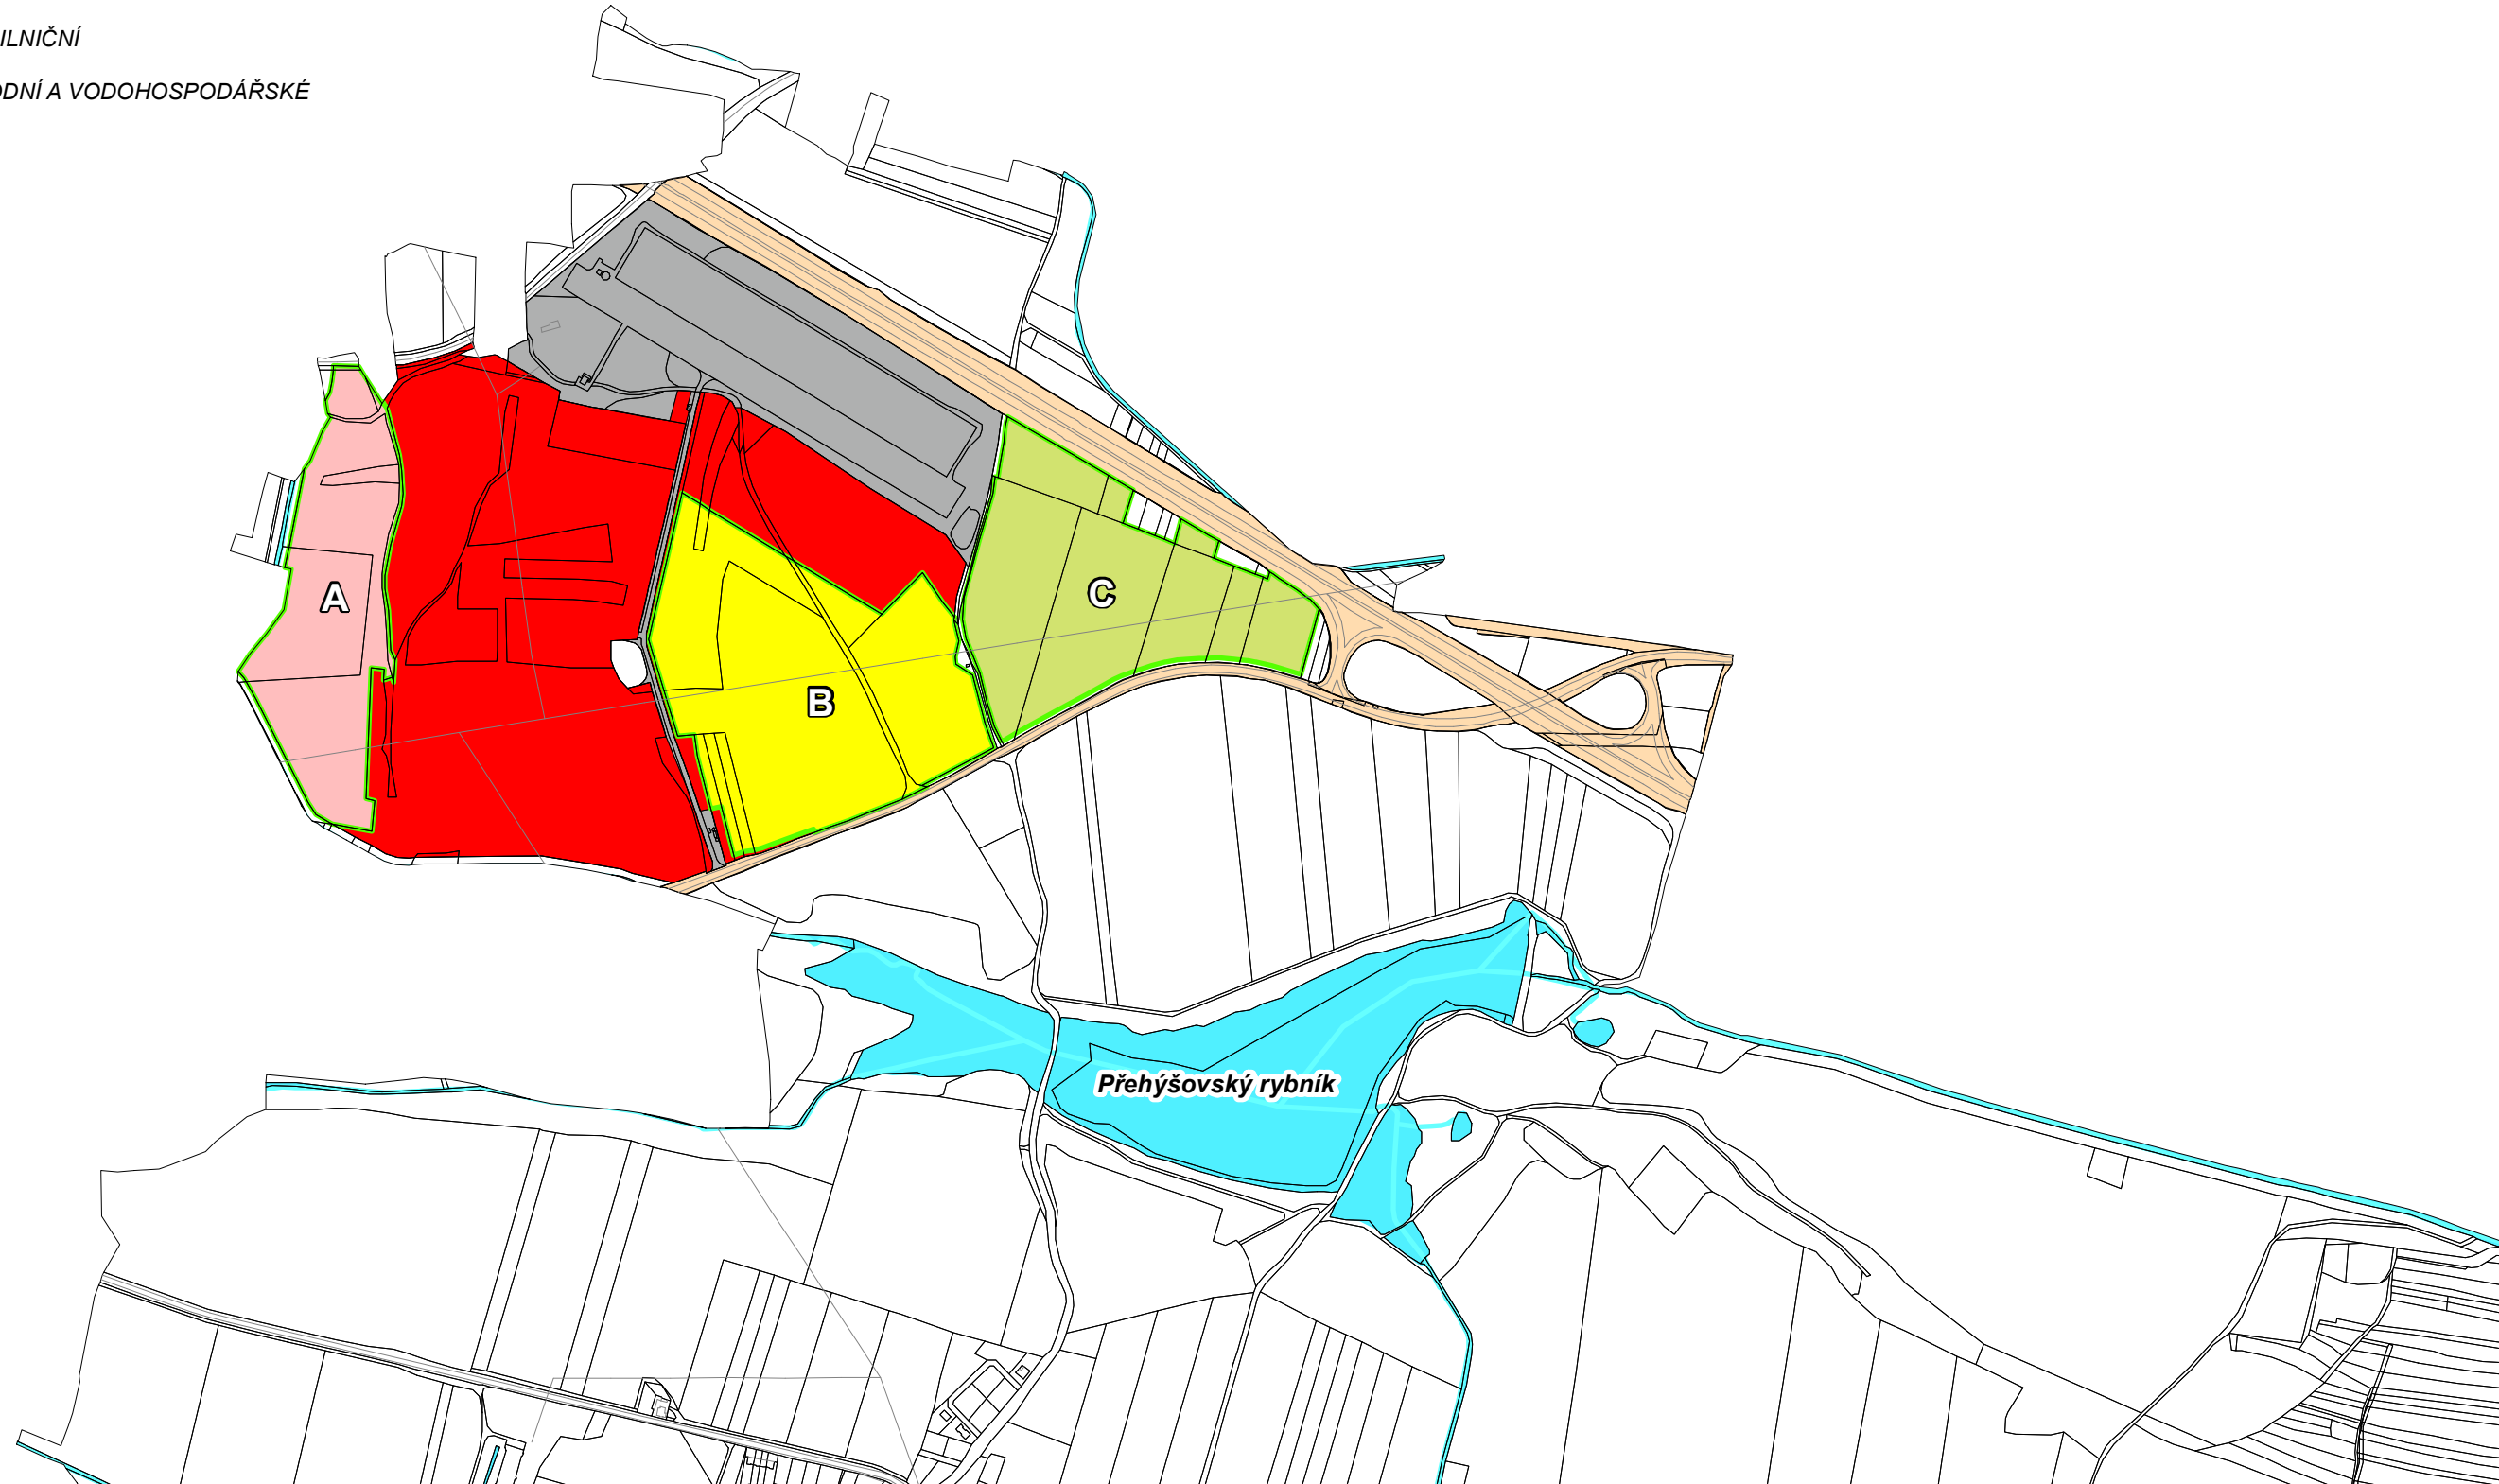 ILNIČNÍ
ODNÍ A VODOHOSPODÁŘSKÉ
A
C
B
Přehýšovský rybník